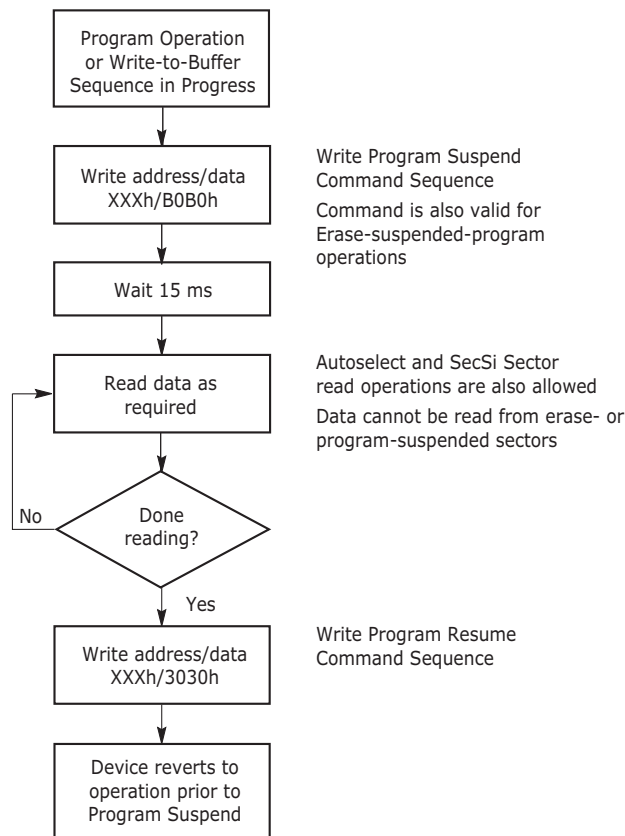 Program Operation
or Write-to-Buffer
Sequence in Progress
Write address/data
XXXh/B0B0h
Write Program Suspend
Command Sequence
Command is also valid for
Erase-suspended-program
operations
Wait 15 ms
Read data as
required
Autoselect and SecSi Sector
read operations are also allowed
Data cannot be read from erase- or
program-suspended sectors
No
Done
reading?
Yes
Write address/data
XXXh/3030h
Write Program Resume
Command Sequence
Device reverts to
operation prior to
Program Suspend